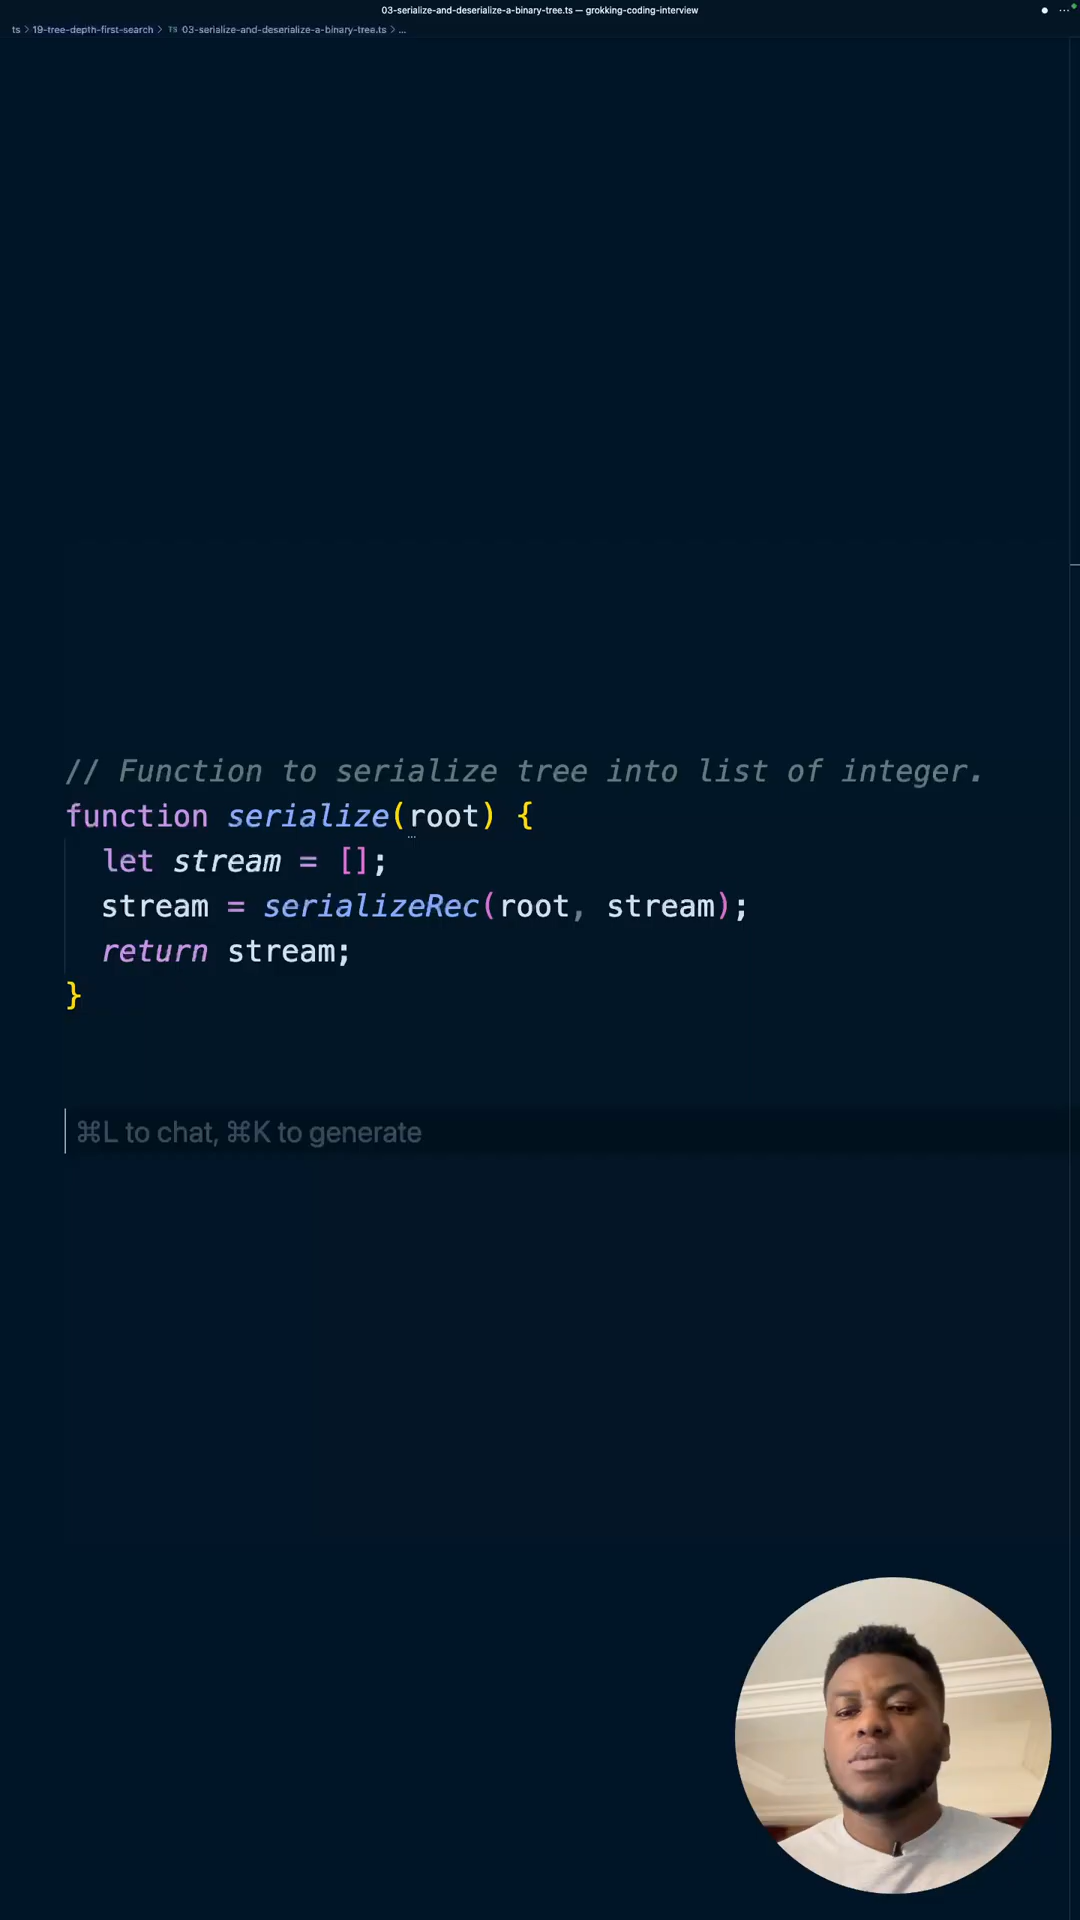 03-serialize-and-deserialize-a-binary-tree.ts — grokking-coding-interview
ts > 19-tree-depth-first-search > TS 03-serialize-and-deserialize-a-binary-tree.ts > ...
// Function to serialize tree into list of integer.
function serialize(root) {
let stream = [];
stream = serializeRec(root, stream);
return stream;
}
⌘L to chat, ⌘K to generate